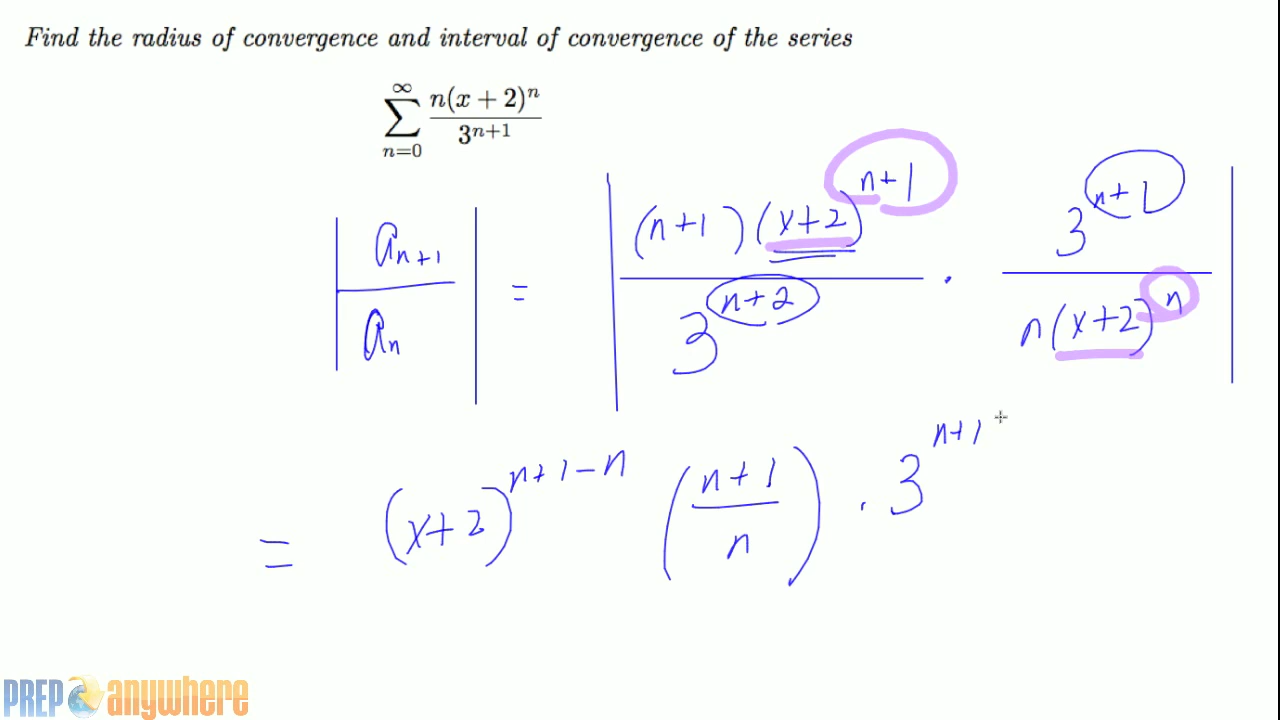 Find the radius of convergence and interval of convergence of the series
∑_{n=0}^{∞} n(x + 2)^n / 3^{n+1}
|a_{n+1} / a_n| = |(n+1)(x+2)^{n+1} / 3^{n+2} · 3^{n+1} / n(x+2)^n|
= (x+2)^{n+1-n} ((n+1) / n) · 3^{n+1}
PREP anywhere